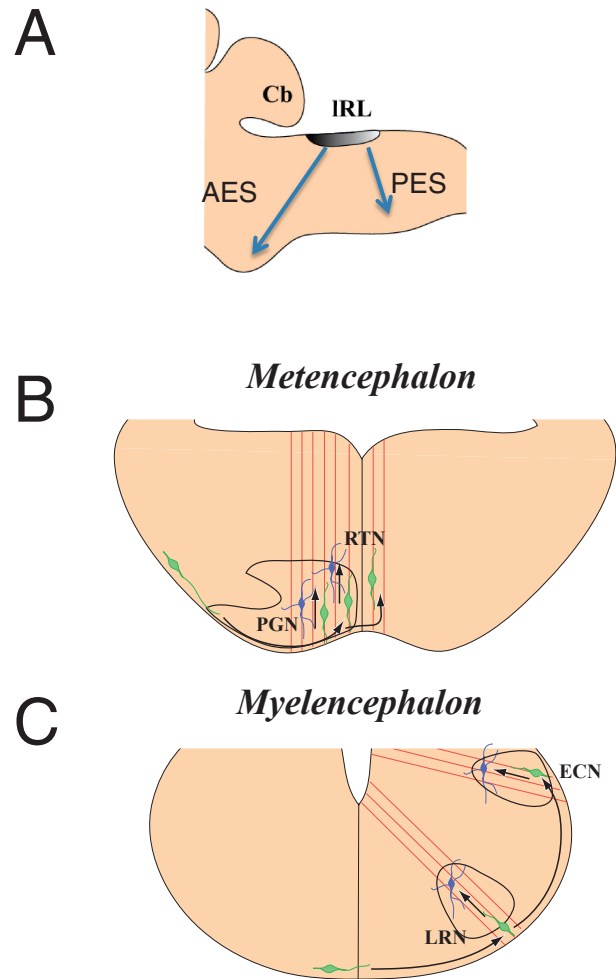 A
Cb
lRL
AES
PES
Metencephalon
B
RTN
PGN
Myelencephalon
C
ECN
LRN